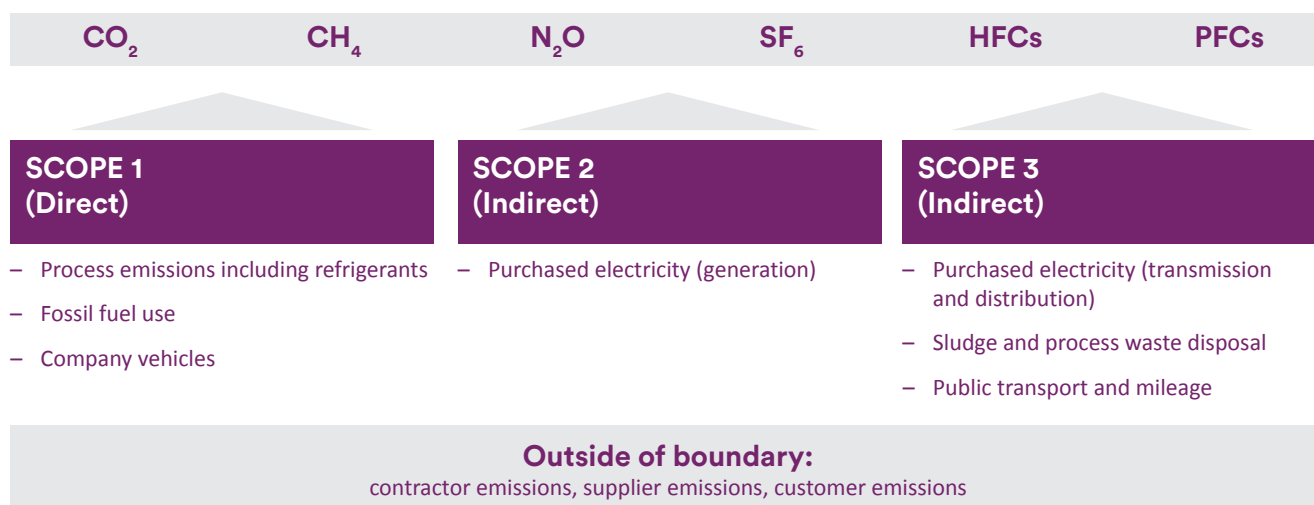 CO₂ CH₄ N₂O SF₆ HFCs PFCs
SCOPE 1
(Direct)
– Process emissions including refrigerants
– Fossil fuel use
– Company vehicles
SCOPE 2
(Indirect)
– Purchased electricity (generation)
SCOPE 3
(Indirect)
– Purchased electricity (transmission
and distribution)
– Sludge and process waste disposal
– Public transport and mileage
Outside of boundary:
contractor emissions, supplier emissions, customer emissions